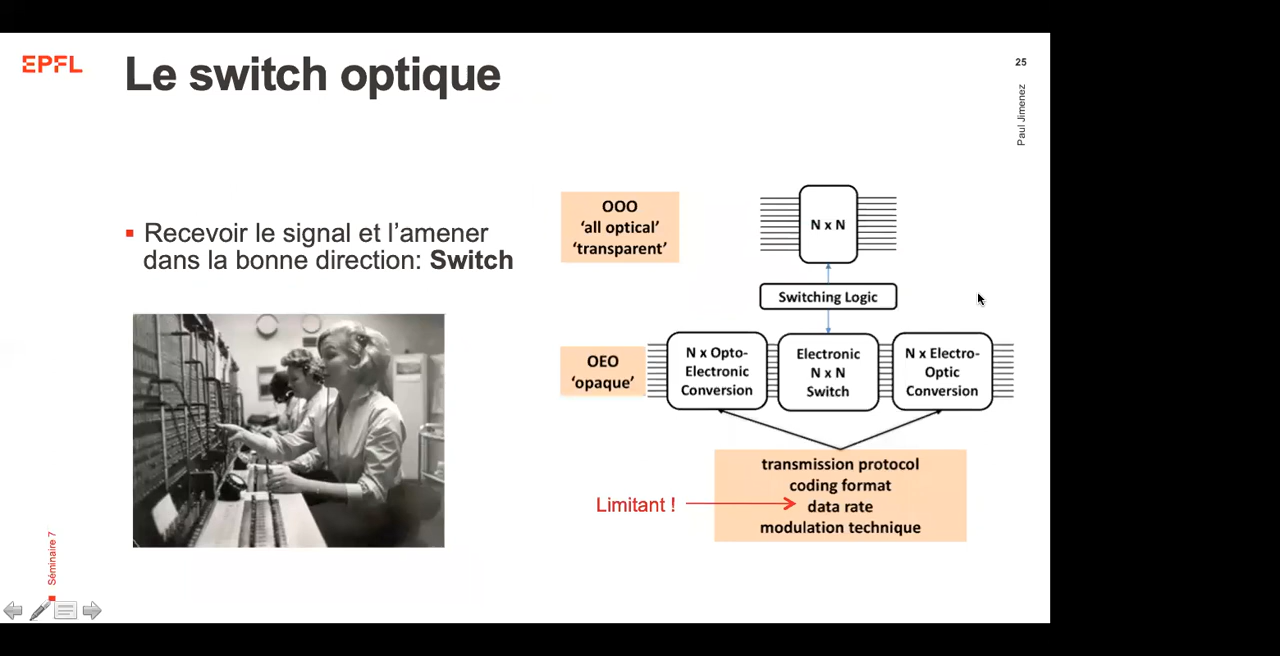 EPFL
Le switch optique
25
Paul Jimenez
▪ Recevoir le signal et l’amener
dans la bonne direction: Switch
OOO
‘all optical’
‘transparent’
N x N
Switching Logic
OEO
‘opaque’
N x Opto-
Electronic
Conversion
Electronic
N x N
Switch
N x Electro-
Optic
Conversion
transmission protocol
coding format
Limitant !
data rate
modulation technique
Séminaire 7